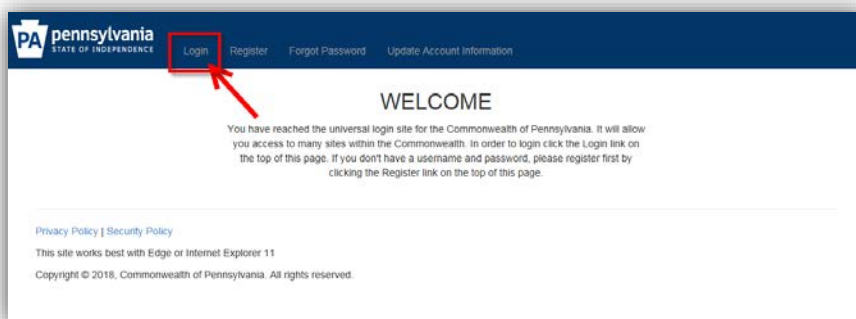 PA pennsylvania
STATE OF INDEPENDENCE
Login Register Forgot Password Update Account Information
WELCOME
You have reached the universal login site for the Commonwealth of Pennsylvania. It will allow
you access to many sites within the Commonwealth. In order to login click the Login link on
the top of this page. If you don't have a username and password, please register first by
clicking the Register link on the top of this page.
Privacy Policy | Security Policy
This site works best with Edge or Internet Explorer 11
Copyright © 2018, Commonwealth of Pennsylvania. All rights reserved.